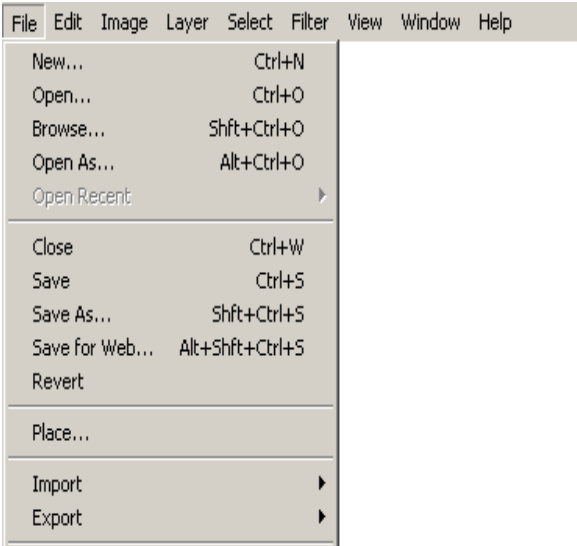 File Edit Image Layer Select Filter View Window Help
New... Ctrl+N
Open... Ctrl+O
Browse... Shft+Ctrl+O
Open As... Alt+Ctrl+O
Open Recent
Close Ctrl+W
Save Ctrl+S
Save As... Shft+Ctrl+S
Save for Web... Alt+Shft+Ctrl+S
Revert
Place...
Import
Export